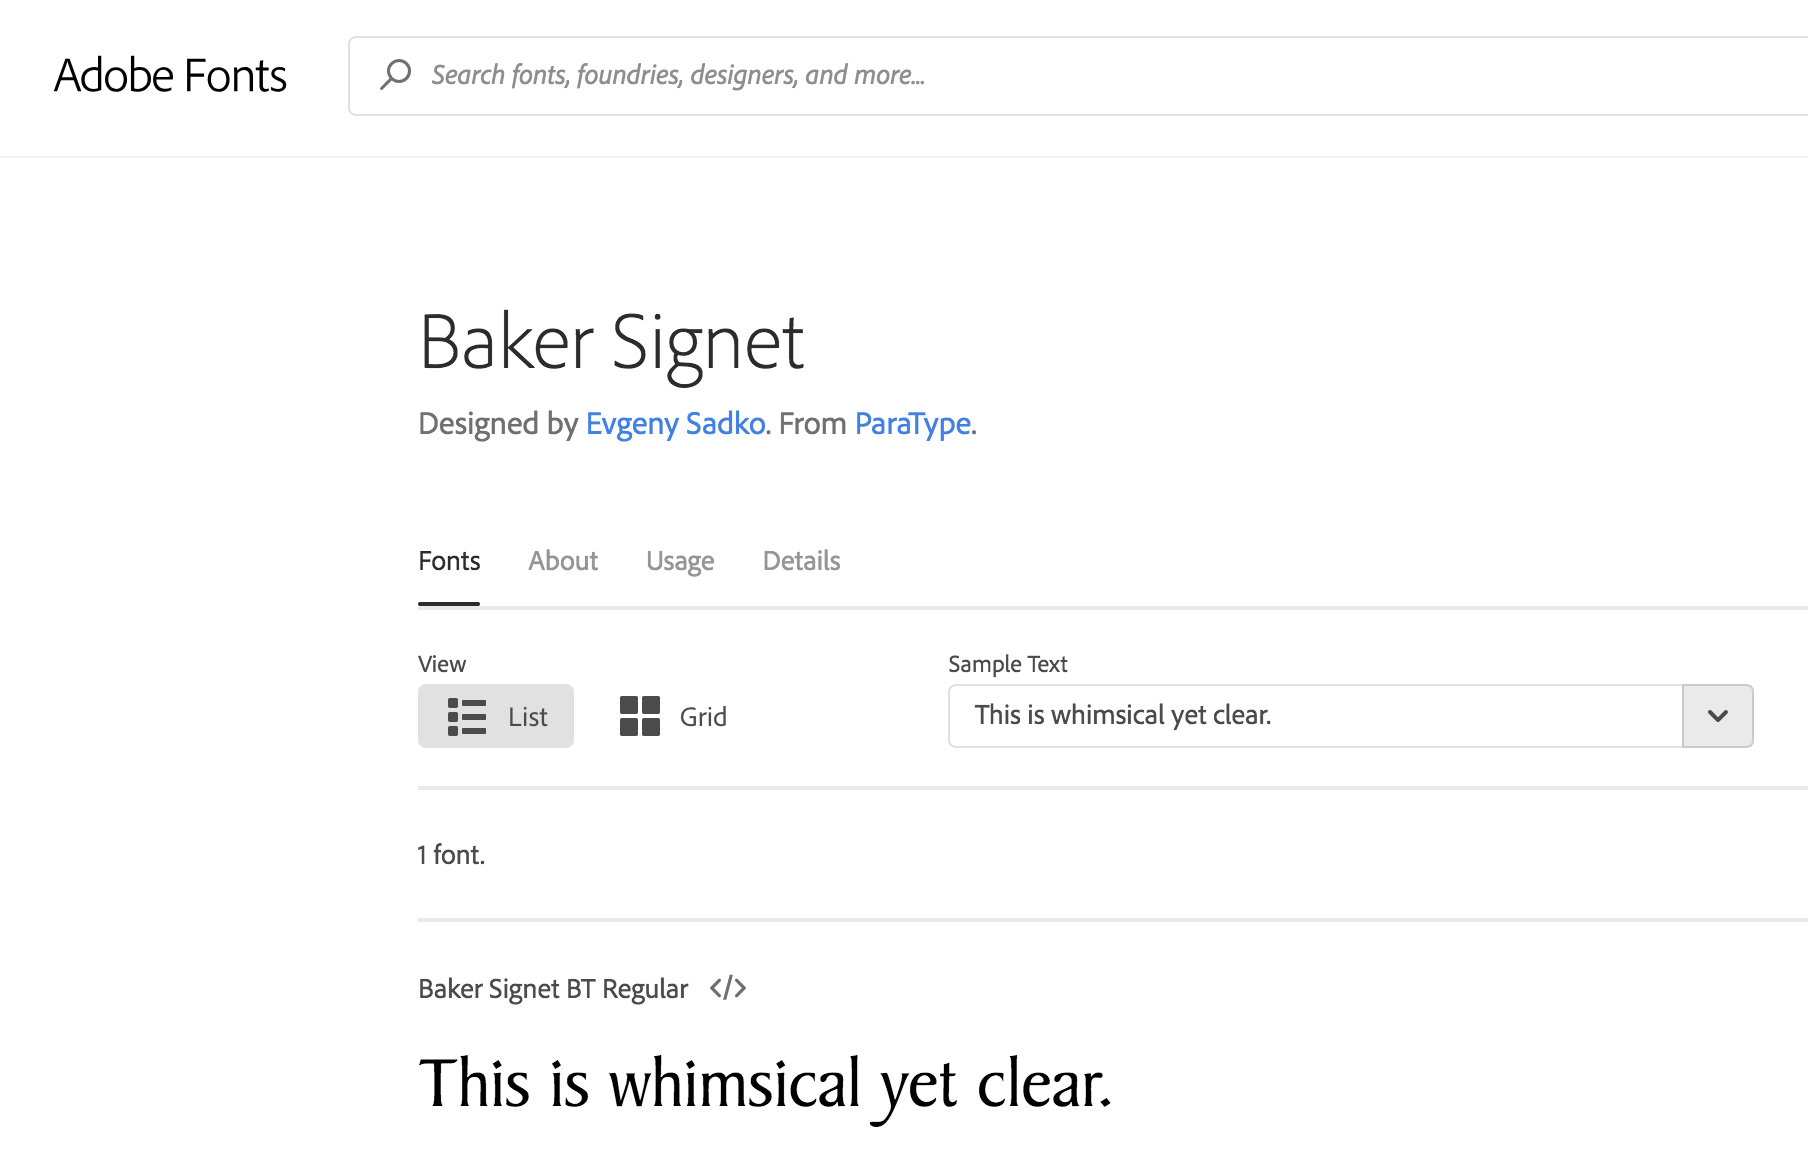 Adobe Fonts
Search fonts, foundries, designers, and more...
Baker Signet
Designed by Evgeny Sadko. From ParaType.
Fonts About Usage Details
View
List Grid
Sample Text
This is whimsical yet clear.
1 font.
Baker Signet BT Regular </>
This is whimsical yet clear.